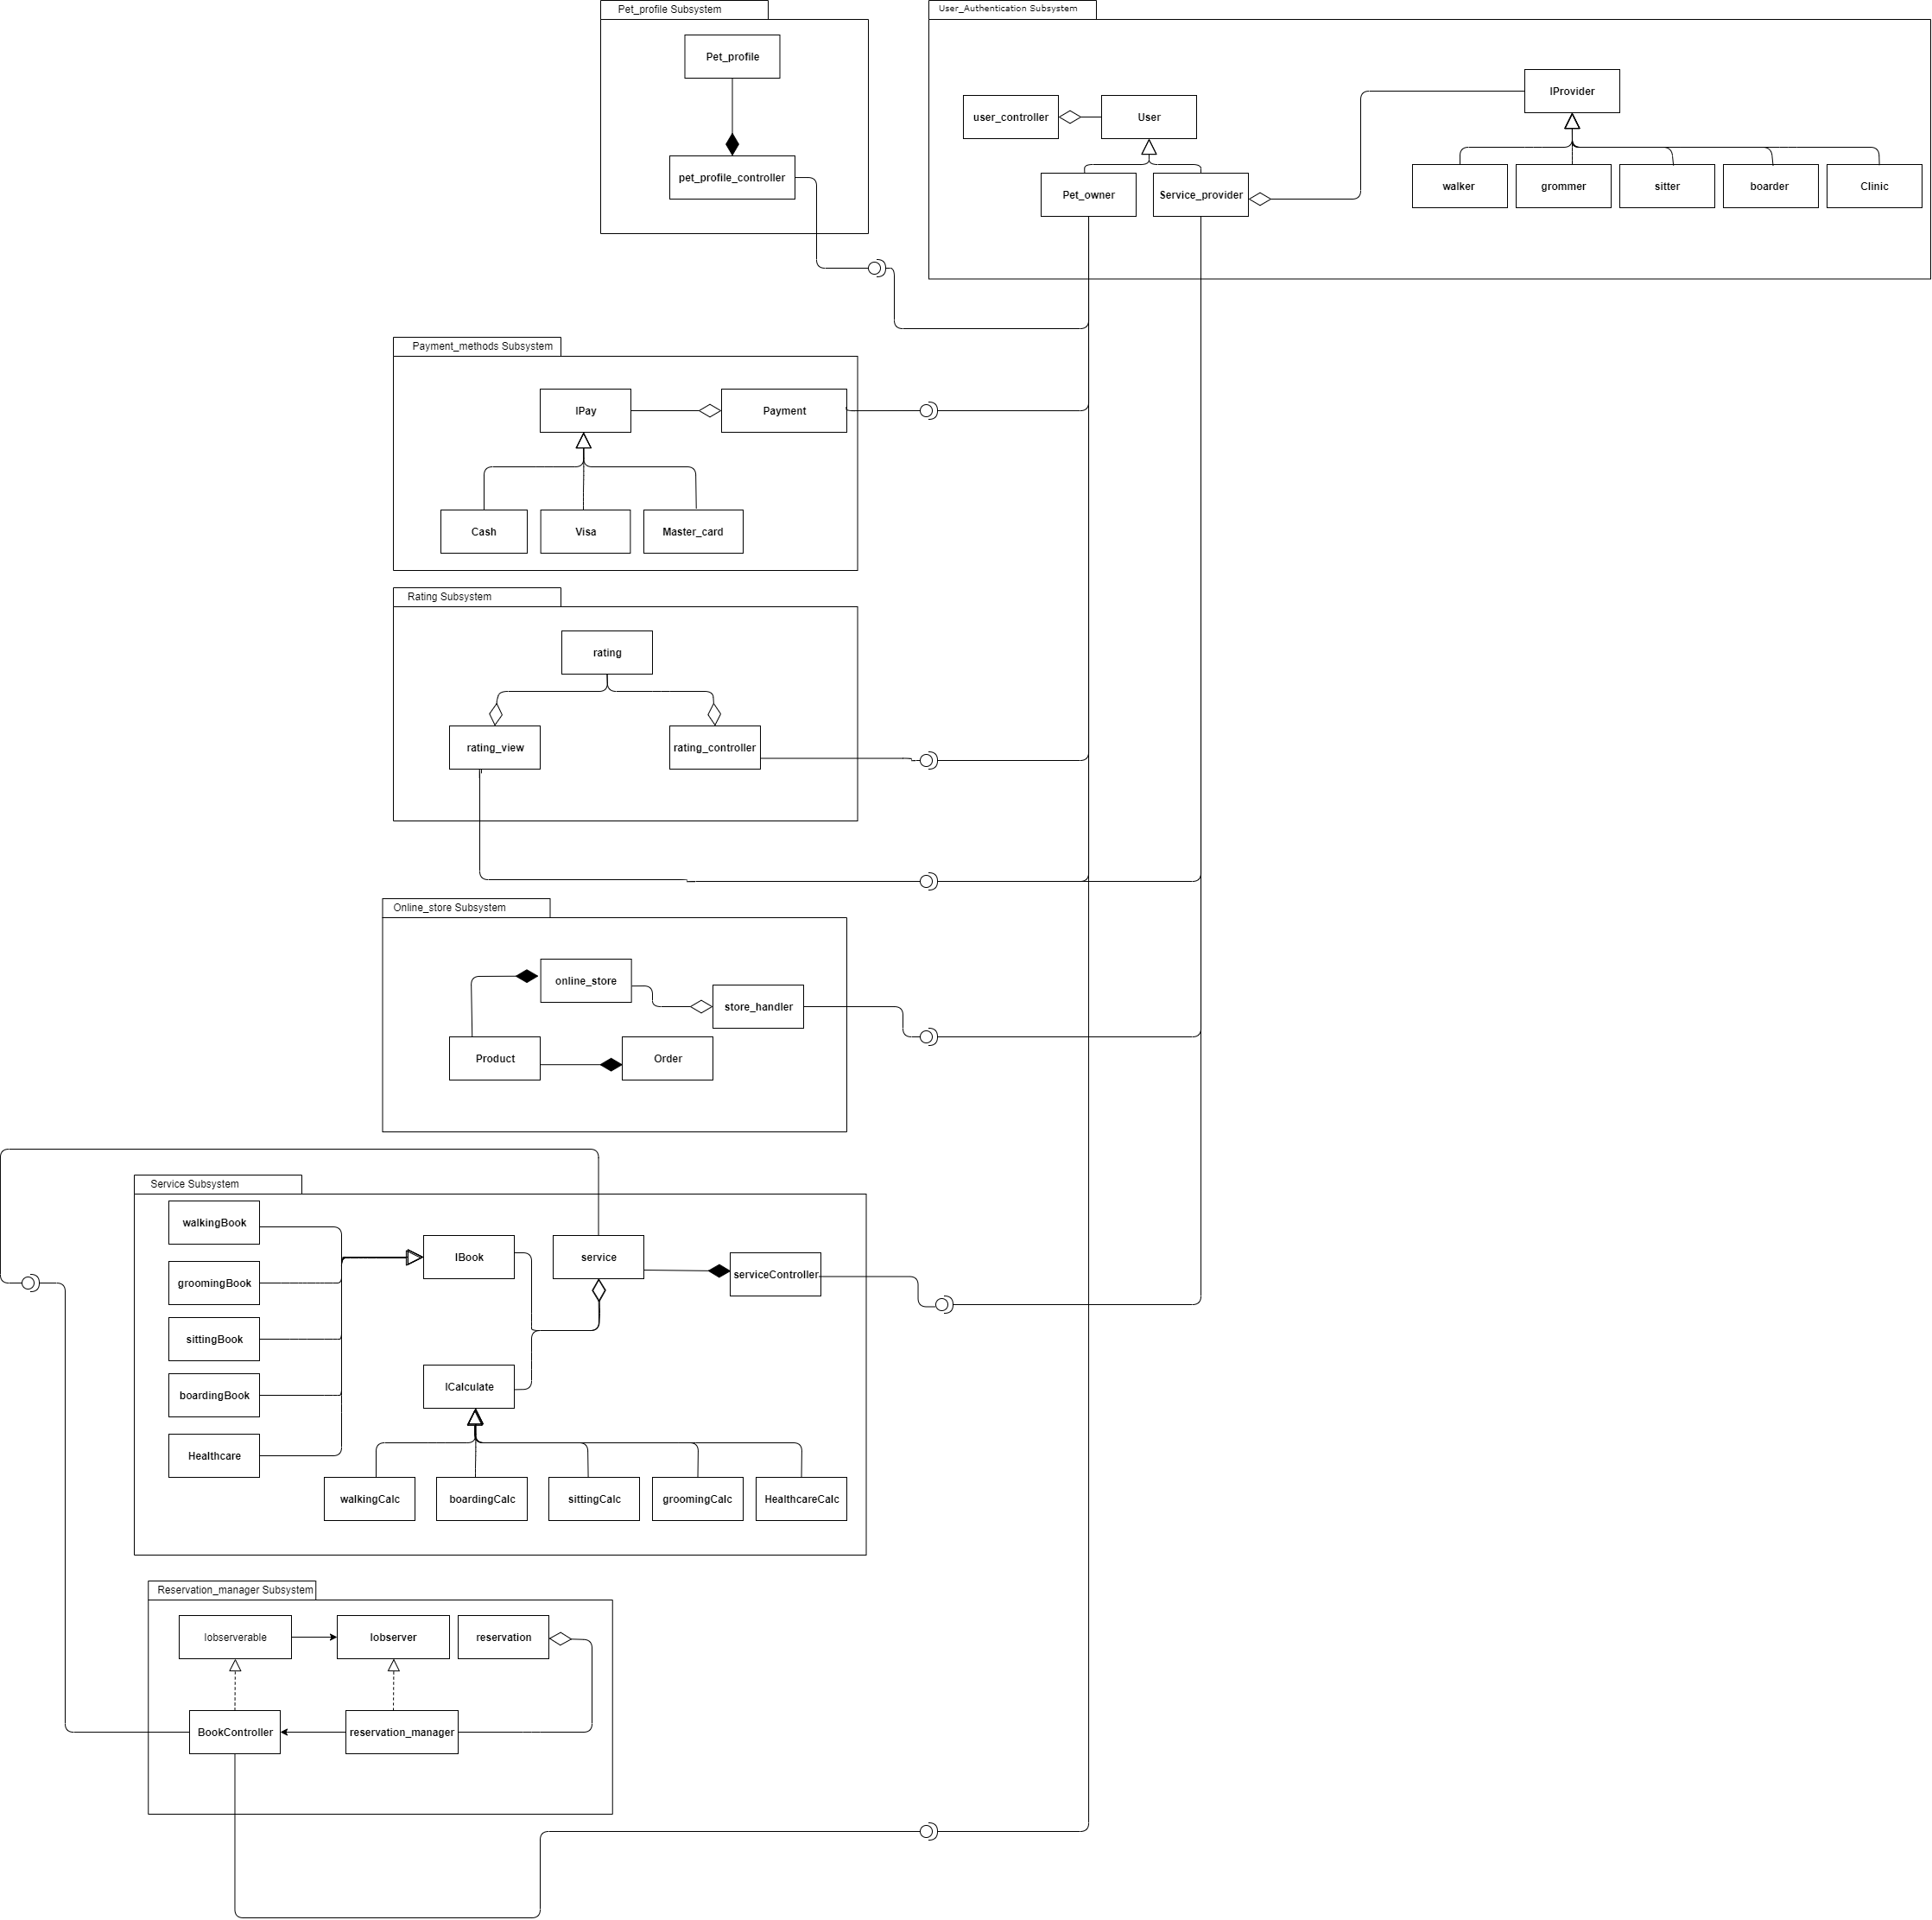 Pet_profile Subsystem
User_Authentication Subsystem
Pet_profile
pet_profile_controller
user_controller
User
IProvider
Pet_owner
Service_provider
walker
grommer
sitter
boarder
Clinic
Payment_methods Subsystem
IPay
Payment
Cash
Visa
Master_card
Rating Subsystem
rating
rating_view
rating_controller
Online_store Subsystem
online_store
store_handler
Product
Order
Service Subsystem
walkingBook
groomingBook
sittingBook
boardingBook
Healthcare
IBook
service
serviceController
ICalculate
walkingCalc
boardingCalc
sittingCalc
groomingCalc
HealthcareCalc
Reservation_manager Subsystem
Iobserverable
Iobserver
reservation
BookController
reservation_manager